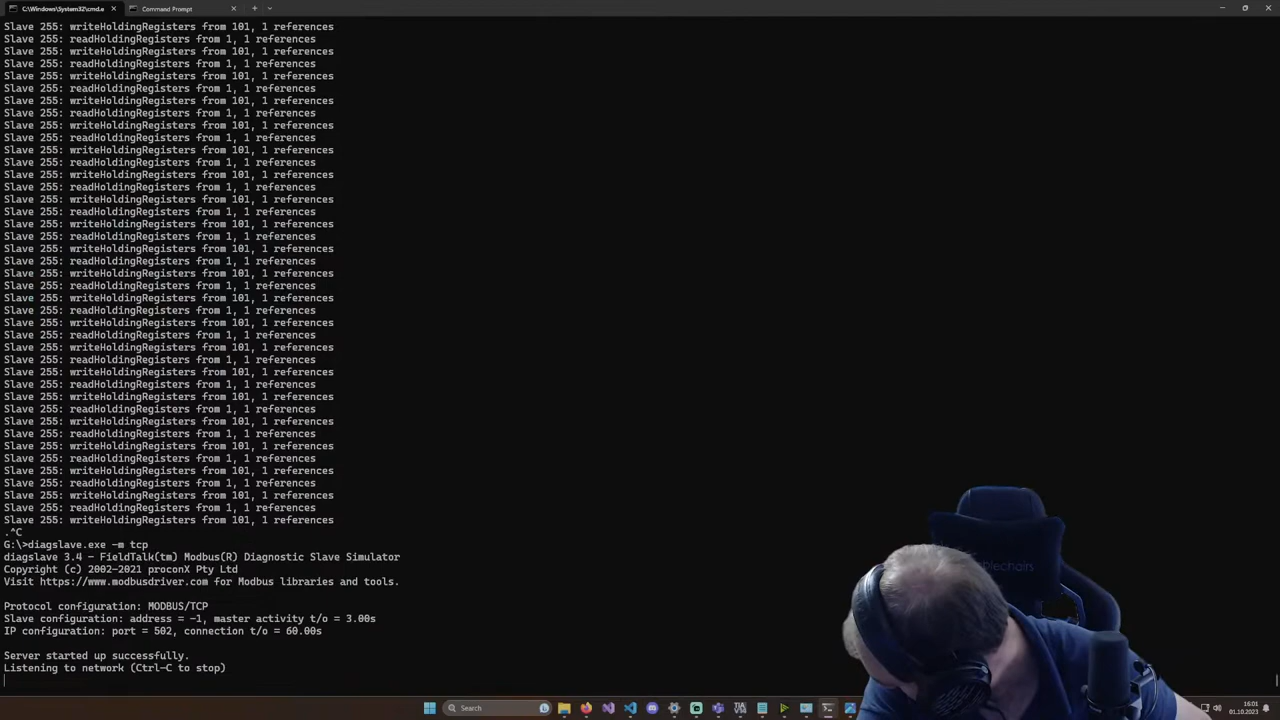 C:\Windows\System32\cmd.e
Command Prompt
Slave 255: writeHoldingRegisters from 101, 1 references
Slave 255: readHoldingRegisters from 1, 1 references
Slave 255: writeHoldingRegisters from 101, 1 references
Slave 255: readHoldingRegisters from 1, 1 references
Slave 255: writeHoldingRegisters from 101, 1 references
Slave 255: readHoldingRegisters from 1, 1 references
Slave 255: writeHoldingRegisters from 101, 1 references
Slave 255: readHoldingRegisters from 1, 1 references
Slave 255: writeHoldingRegisters from 101, 1 references
Slave 255: readHoldingRegisters from 1, 1 references
Slave 255: writeHoldingRegisters from 101, 1 references
Slave 255: readHoldingRegisters from 1, 1 references
Slave 255: writeHoldingRegisters from 101, 1 references
Slave 255: readHoldingRegisters from 1, 1 references
Slave 255: writeHoldingRegisters from 101, 1 references
Slave 255: readHoldingRegisters from 1, 1 references
Slave 255: writeHoldingRegisters from 101, 1 references
Slave 255: readHoldingRegisters from 1, 1 references
Slave 255: writeHoldingRegisters from 101, 1 references
Slave 255: readHoldingRegisters from 1, 1 references
Slave 255: writeHoldingRegisters from 101, 1 references
Slave 255: readHoldingRegisters from 1, 1 references
Slave 255: writeHoldingRegisters from 101, 1 references
Slave 255: readHoldingRegisters from 1, 1 references
Slave 255: writeHoldingRegisters from 101, 1 references
Slave 255: readHoldingRegisters from 1, 1 references
Slave 255: writeHoldingRegisters from 101, 1 references
Slave 255: readHoldingRegisters from 1, 1 references
Slave 255: writeHoldingRegisters from 101, 1 references
Slave 255: readHoldingRegisters from 1, 1 references
Slave 255: writeHoldingRegisters from 101, 1 references
Slave 255: readHoldingRegisters from 1, 1 references
Slave 255: writeHoldingRegisters from 101, 1 references
Slave 255: readHoldingRegisters from 1, 1 references
Slave 255: writeHoldingRegisters from 101, 1 references
Slave 255: readHoldingRegisters from 1, 1 references
Slave 255: writeHoldingRegisters from 101, 1 references
Slave 255: readHoldingRegisters from 1, 1 references
Slave 255: writeHoldingRegisters from 101, 1 references
Slave 255: readHoldingRegisters from 1, 1 references
Slave 255: writeHoldingRegisters from 101, 1 references
.^C
G:\>diagslave.exe -m tcp
diagslave 3.4 - FieldTalk(tm) Modbus(R) Diagnostic Slave Simulator
Copyright (c) 2002-2021 proconX Pty Ltd
Visit https://www.modbusdriver.com for Modbus libraries and tools.
Protocol configuration: MODBUS/TCP
Slave configuration: address = -1, master activity t/o = 3.00s
IP configuration: port = 502, connection t/o = 60.00s
Server started up successfully.
Listening to network (Ctrl-C to stop)
plechairs
Search
16:01
01.10.2023